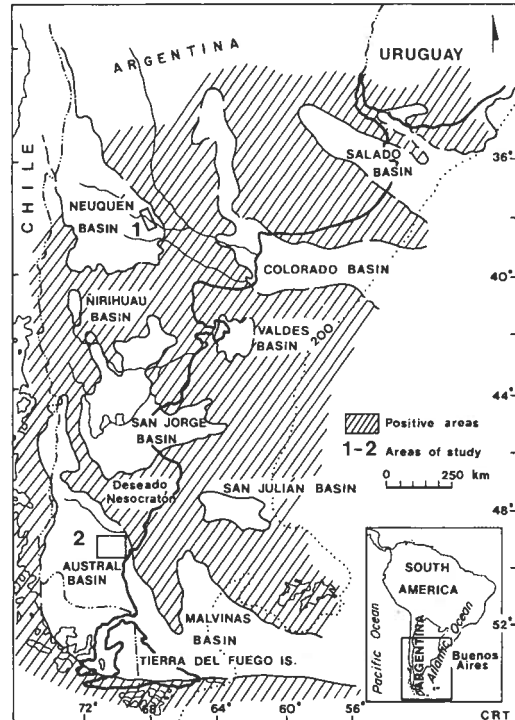 ARGENTINA
URUGUAY
SALADO
BASIN
36°
CHILE
NEUQUEN
BASIN
1
COLORADO BASIN
40°
ÑIRIHUAU
BASIN
VALDES
BASIN
200
44°
SAN JORGE
BASIN
Positive areas
1-2 Areas of study
0 250
km
Deseado
Nesocratón
SAN JULIAN BASIN
48°
2
AUSTRAL
BASIN
MALVINAS
BASIN
TIERRA DEL FUEGO IS.
52°
72° 68° 64° 60° 56°
SOUTH
AMERICA
Pacific Ocean
ARGENTINA
Atlantic Ocean
Buenos
Aires
CRT